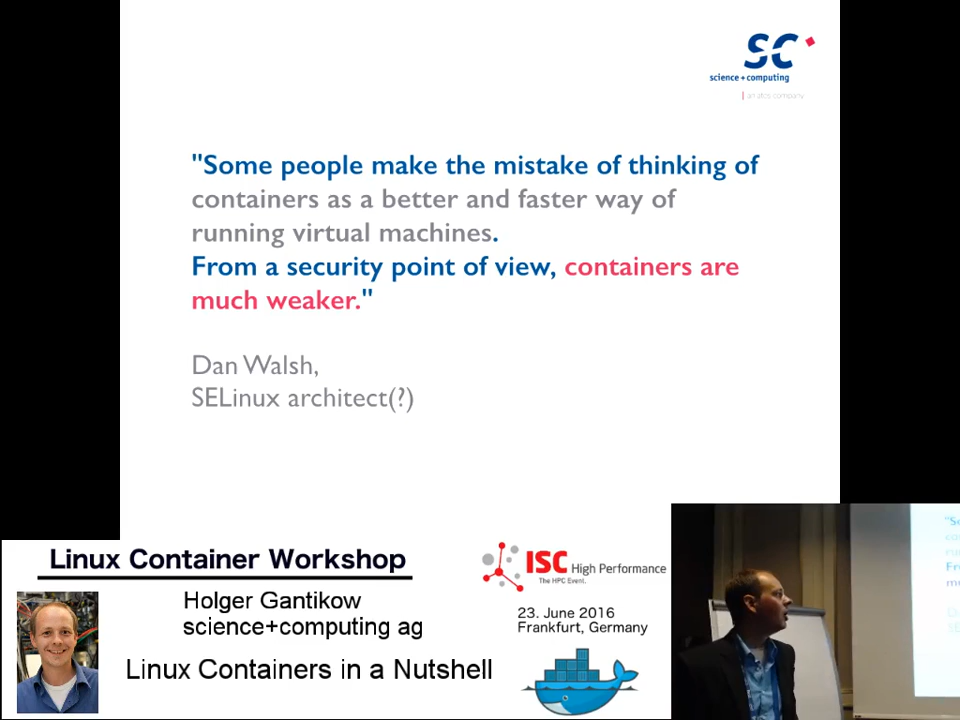 SC
science+computing
an atos company
"Some people make the mistake of thinking of
containers as a better and faster way of
running virtual machines.
From a security point of view, containers are
much weaker."
Dan Walsh,
SELinux architect(?)
Linux Container Workshop
Holger Gantikow
science+computing ag
Linux Containers in a Nutshell
ISC High Performance
The HPC Event.
23. June 2016
Frankfurt, Germany